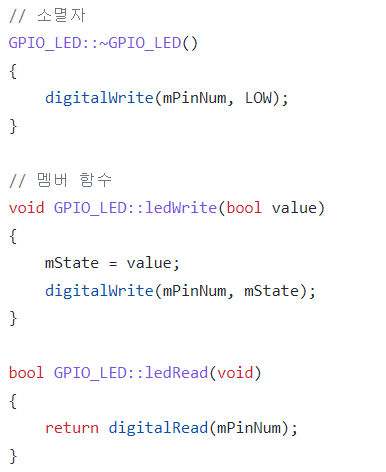 // 소멸자
GPIO_LED::~GPIO_LED()
{
    digitalWrite(mPinNum, LOW);
}

// 멤버 함수
void GPIO_LED::ledWrite(bool value)
{
    mState = value;
    digitalWrite(mPinNum, mState);
}

bool GPIO_LED::ledRead(void)
{
    return digitalRead(mPinNum);
}